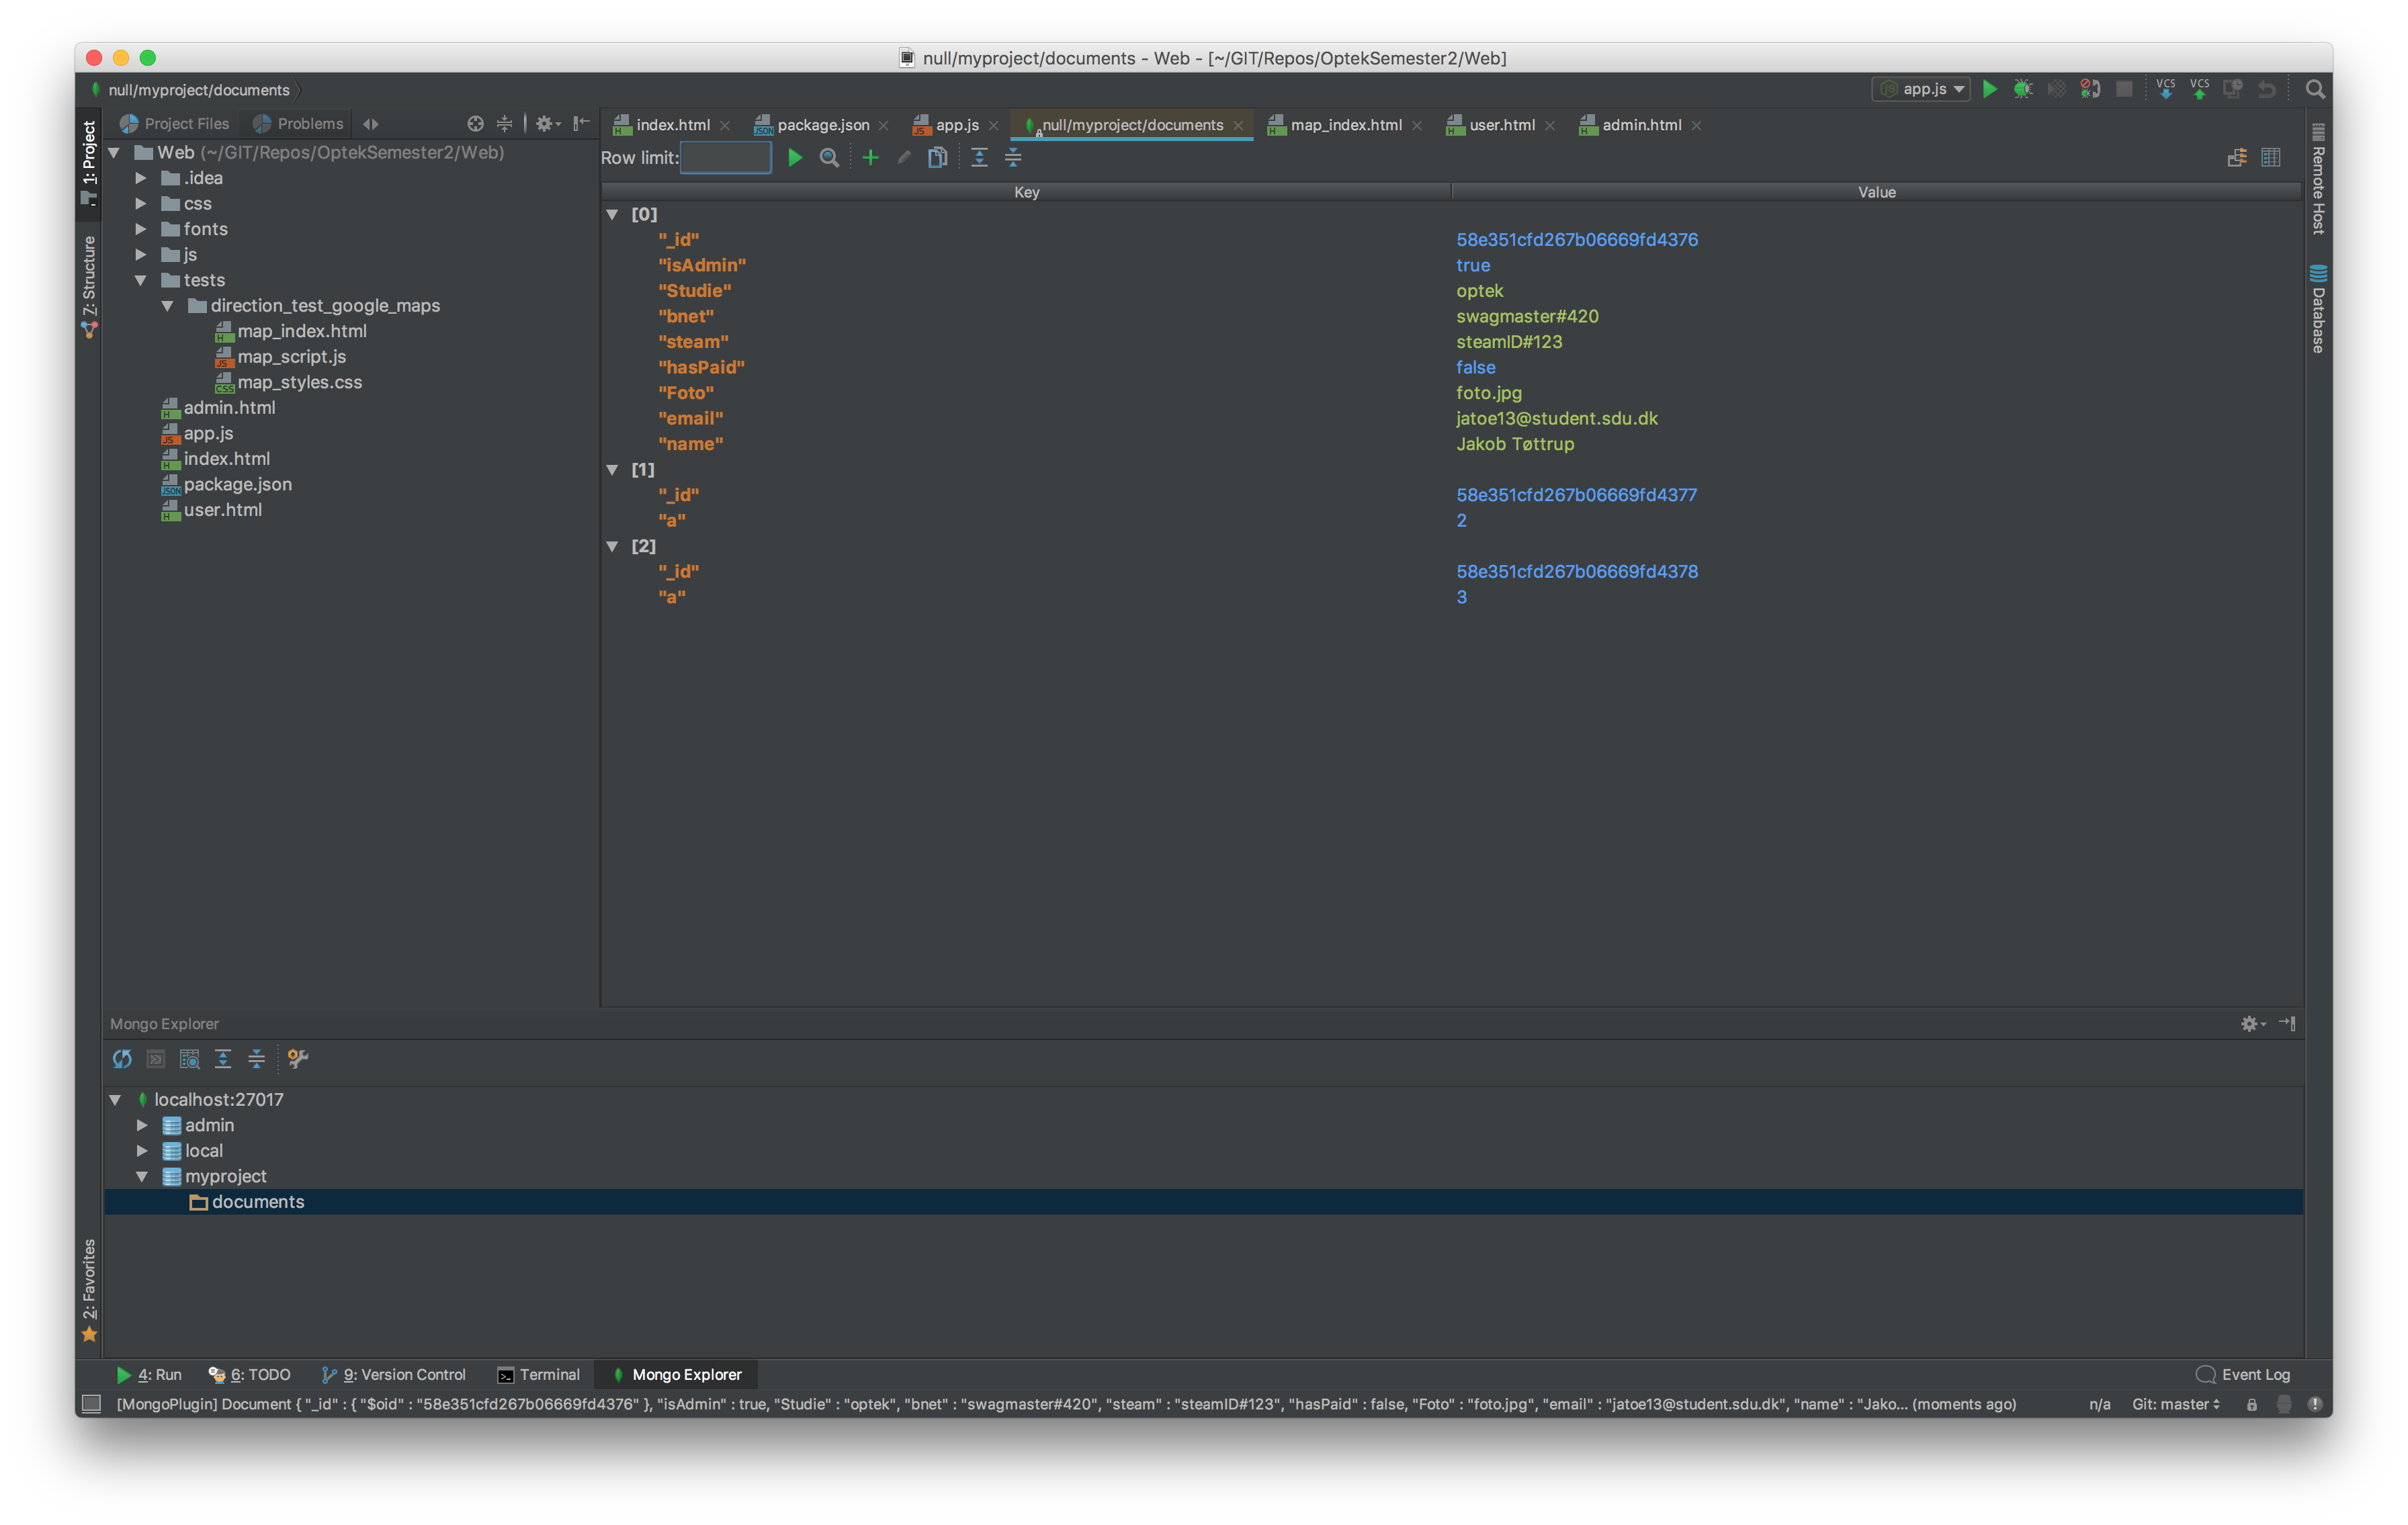 null/myproject/documents - Web - [~/GIT/Repos/OptekSemester2/Web]
null/myproject/documents
app.js
VCS
VCS
1: Project
7: Structure
2: Favorites
Project Files
Problems
Web (~/GIT/Repos/OptekSemester2/Web)
.idea
css
fonts
js
tests
direction_test_google_maps
map_index.html
map_script.js
map_styles.css
admin.html
app.js
index.html
package.json
user.html
index.html
package.json
app.js
null/myproject/documents
map_index.html
user.html
admin.html
Row limit:
Key Value
[0]
"_id" 58e351cfd267b06669fd4376
"isAdmin" true
"Studie" optek
"bnet" swagmaster#420
"steam" steamID#123
"hasPaid" false
"Foto" foto.jpg
"email" jatoe13@student.sdu.dk
"name" Jakob Tøttrup
[1]
"_id" 58e351cfd267b06669fd4377
"a" 2
[2]
"_id" 58e351cfd267b06669fd4378
"a" 3
Remote Host
Database
Mongo Explorer
localhost:27017
admin
local
myproject
documents
4: Run
6: TODO
9: Version Control
Terminal
Mongo Explorer
Event Log
[MongoPlugin] Document { "_id" : { "$oid" : "58e351cfd267b06669fd4376" }, "isAdmin" : true, "Studie" : "optek", "bnet" : "swagmaster#420", "steam" : "steamID#123", "hasPaid" : false, "Foto" : "foto.jpg", "email" : "jatoe13@student.sdu.dk", "name" : "Jako... (moments ago)
n/a
Git: master